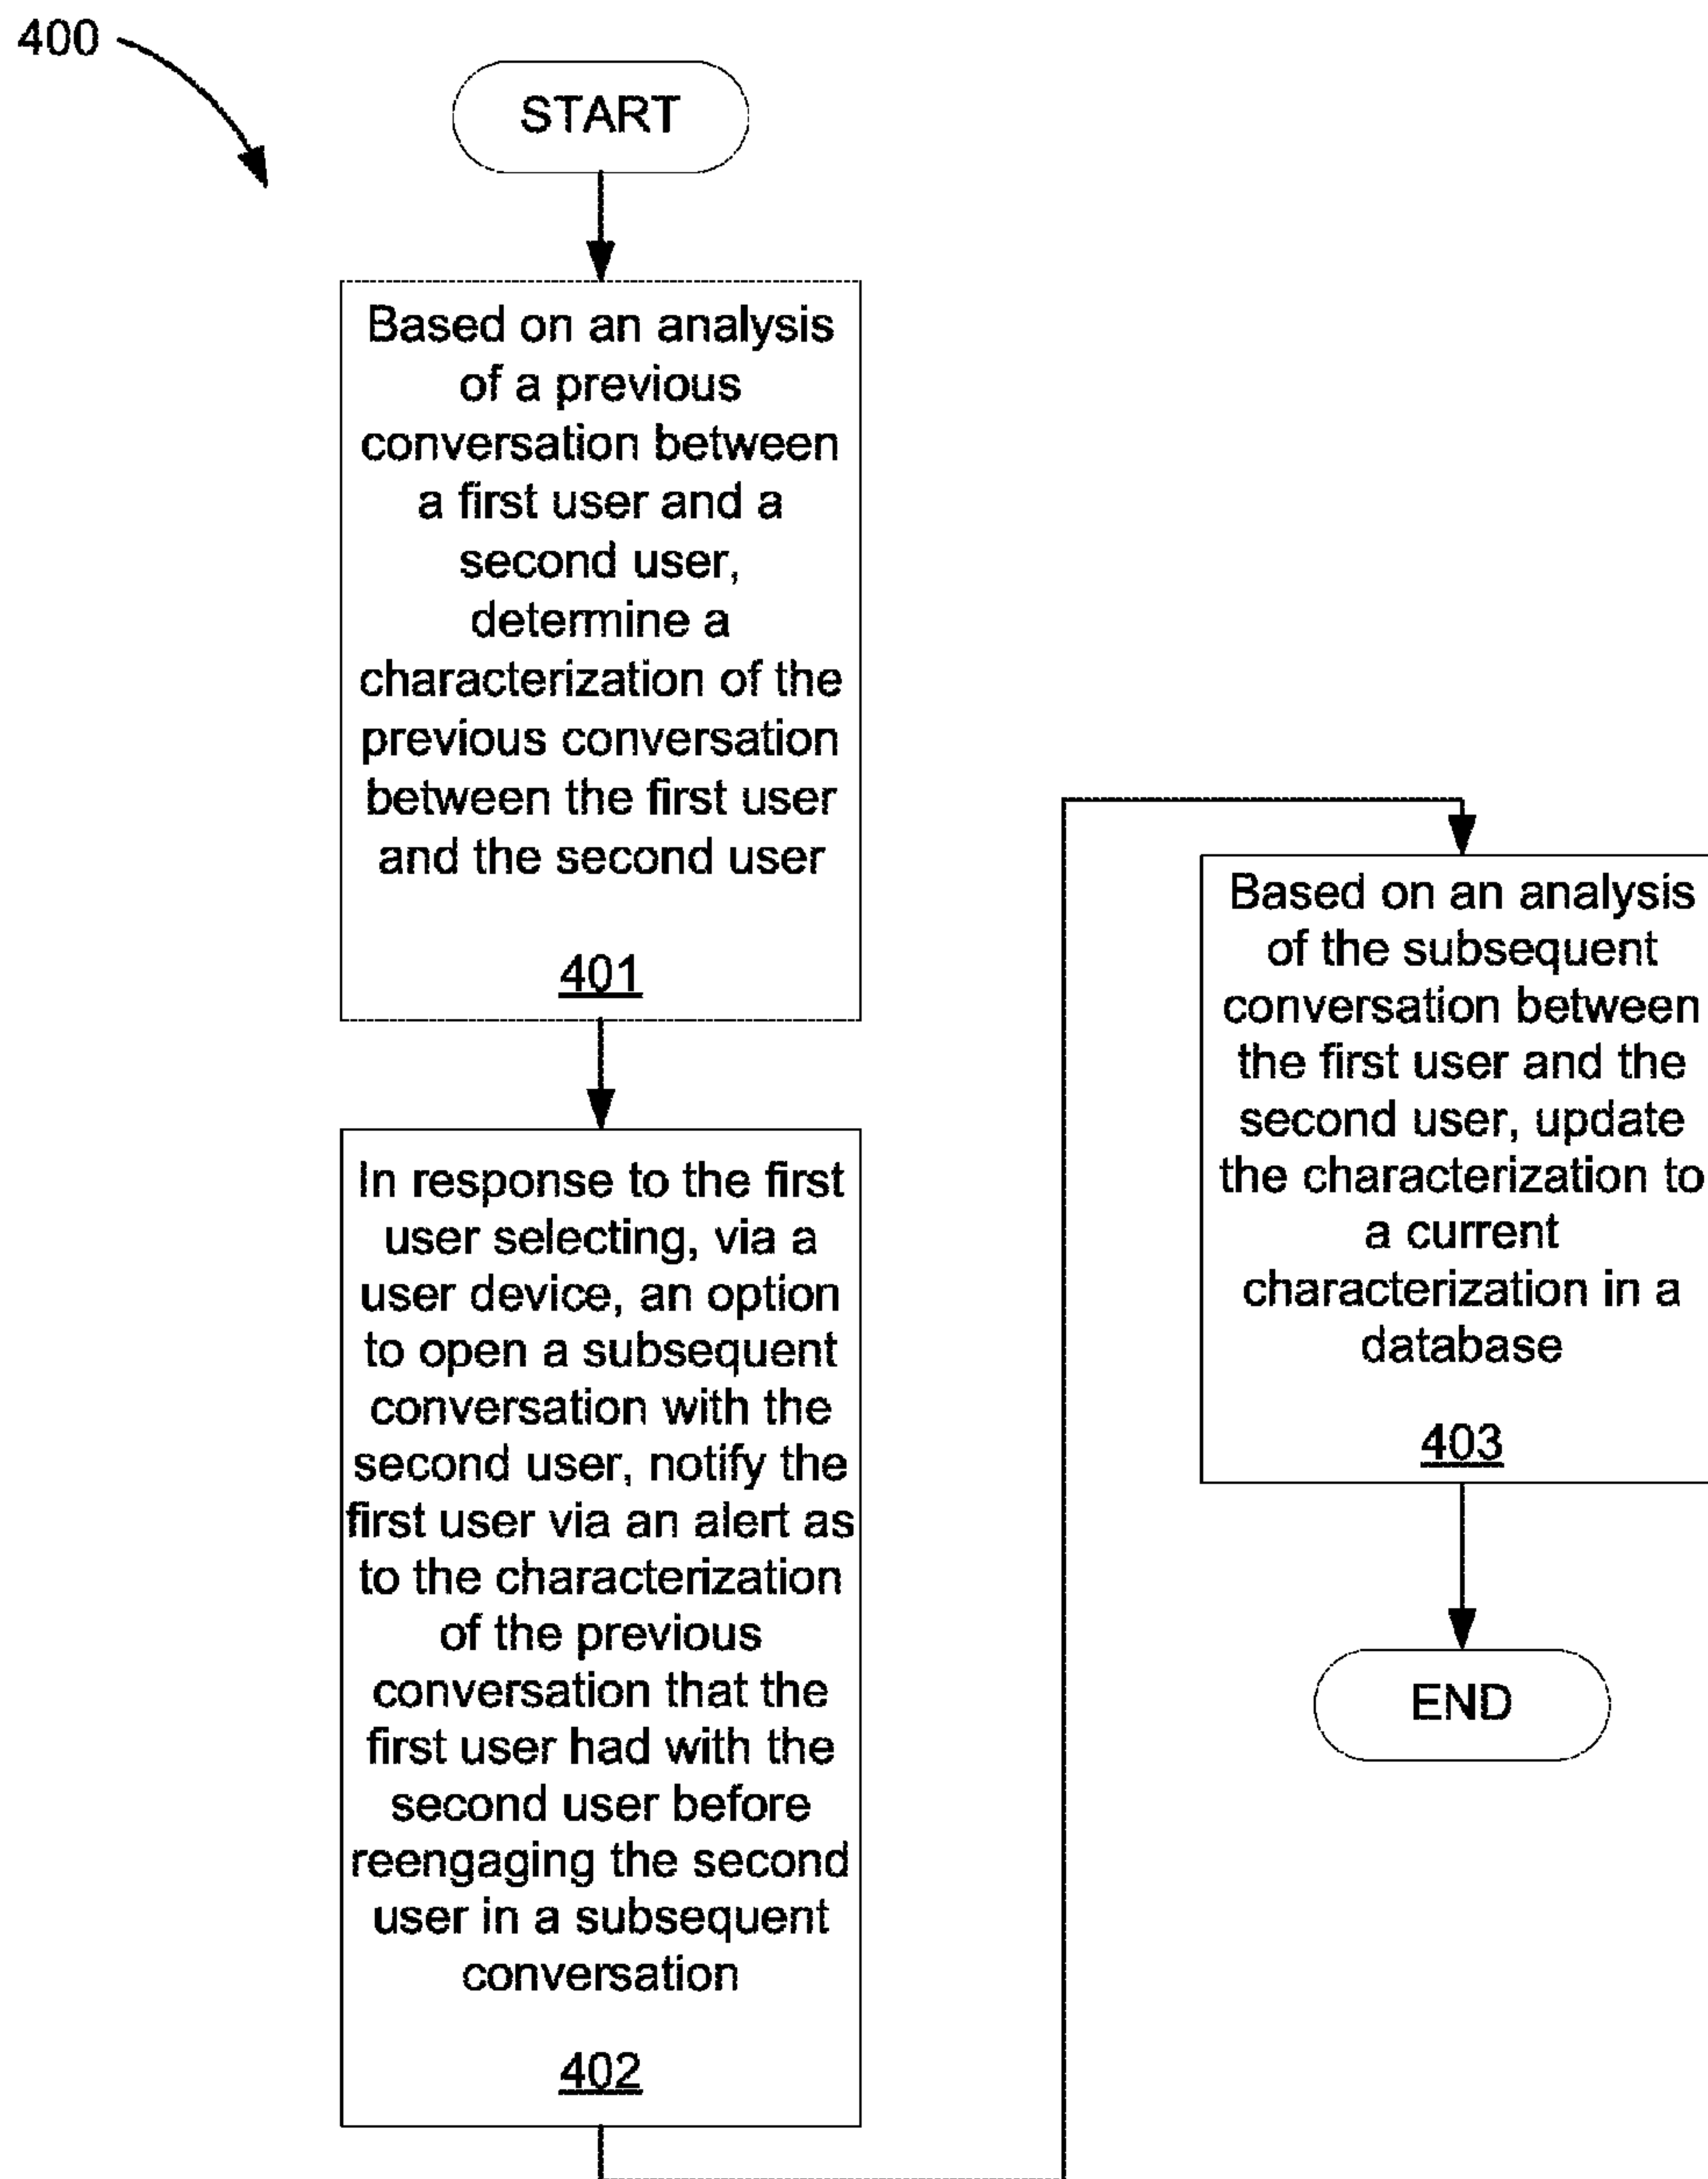 400
START
Based on an analysis
of a previous
conversation between
a first user and a
second user,
determine a
characterization of the
previous conversation
between the first user
and the second user
401
In response to the first
user selecting, via a
user device, an option
to open a subsequent
conversation with the
second user, notify the
first user via an alert as
to the characterization
of the previous
conversation that the
first user had with the
second user before
reengaging the second
user in a subsequent
conversation
402
Based on an analysis
of the subsequent
conversation between
the first user and the
second user, update
the characterization to
a current
characterization in a
database
403
END